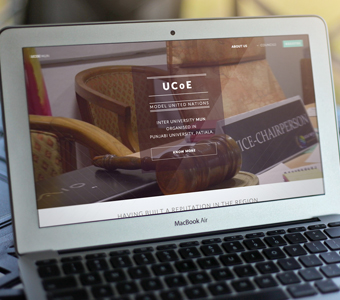 ABOUT US
UCoE
MODEL UNITED NATIONS
INTER UNIVERSITY MUN
ORGANISED IN
PUNJABI UNIVERSITY, PATIALA.
KNOW MORE
VICE-CHAIRPERSON
HAVING BUILT A REPUTATION IN THE REGION
MacBook Air